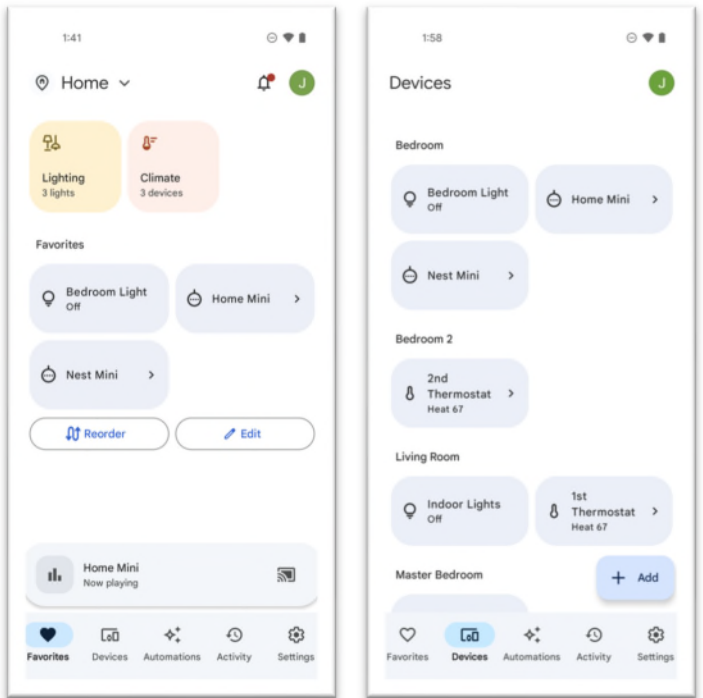 1:41
Home
J
Lighting
3 lights
Climate
3 devices
Favorites
Bedroom Light
Off
Home Mini
Nest Mini
Reorder
Edit
Home Mini
Now playing
Favorites
Devices
Automations
Activity
Settings
1:58
Devices
J
Bedroom
Bedroom Light
Off
Home Mini
Nest Mini
Bedroom 2
2nd
Thermostat
Heat 67
Living Room
Indoor Lights
Off
1st
Thermostat
Heat 67
Master Bedroom
+ Add
Favorites
Devices
Automations
Activity
Settings